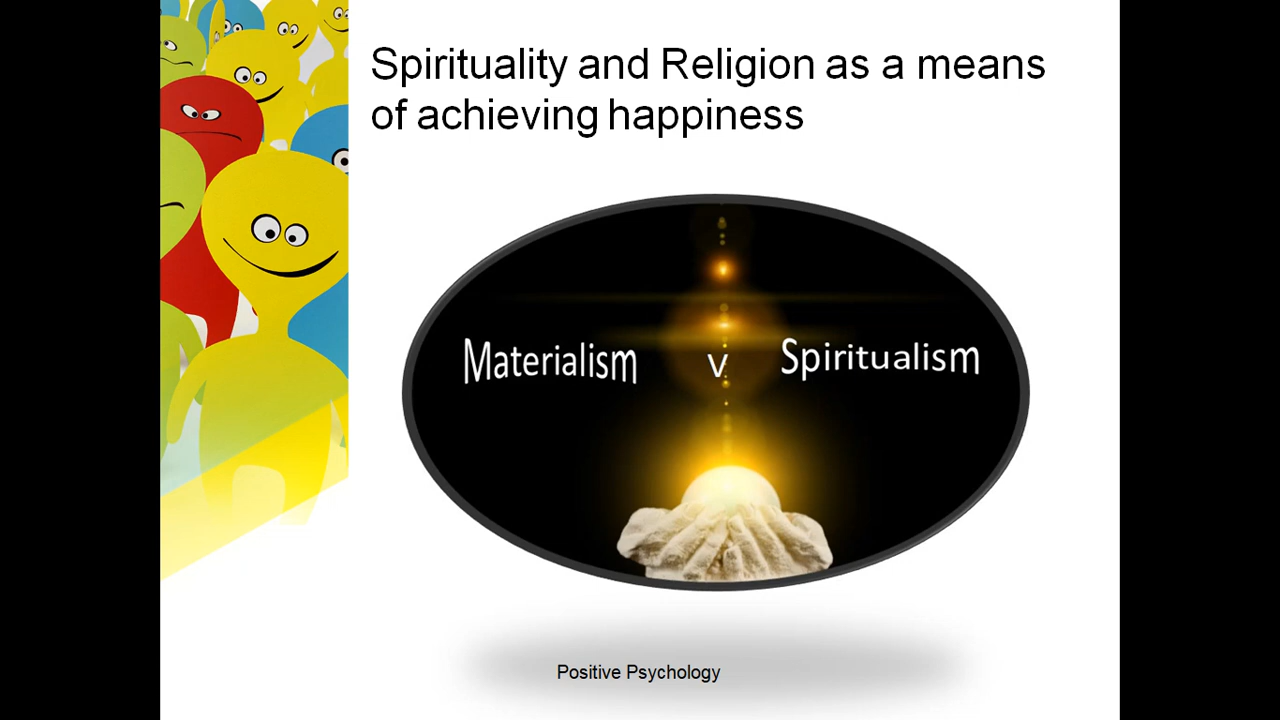 Spirituality and Religion as a means
of achieving happiness
Materialism v Spiritualism
Positive Psychology